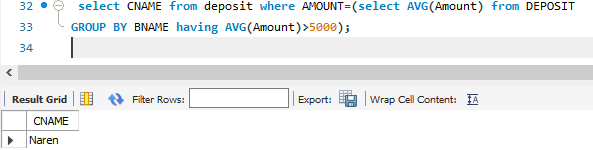 32 select CNAME from deposit where AMOUNT=(select AVG(Amount) from DEPOSIT
33 GROUP BY BNAME having AVG(Amount)>5000);
34
Result Grid Filter Rows: Export: Wrap Cell Content:
CNAME
Naren